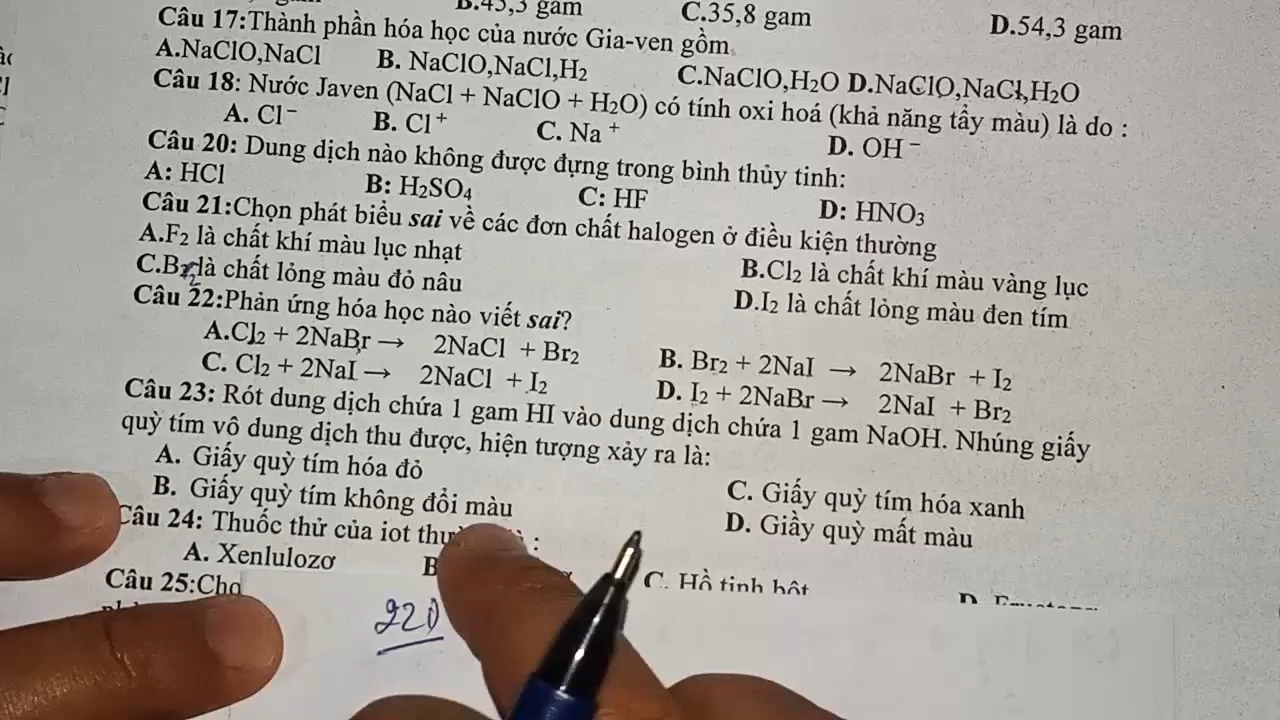 B.45,3 gam C.35,8 gam D.54,3 gam
Câu 17:Thành phần hóa học của nước Gia-ven gồm
A.NaClO,NaCl B. NaClO,NaCl,H₂ C.NaClO,H₂O D.NaClO,NaCl,H₂O
Câu 18: Nước Javen (NaCl + NaClO + H₂O) có tính oxi hoá (khả năng tẩy màu) là do :
A. Cl⁻ B. Cl⁺ C. Na⁺ D. OH⁻
Câu 20: Dung dịch nào không được đựng trong bình thủy tinh:
A: HCl B: H₂SO₄ C: HF D: HNO₃
Câu 21:Chọn phát biểu sai về các đơn chất halogen ở điều kiện thường
A.F₂ là chất khí màu lục nhạt B.Cl₂ là chất khí màu vàng lục
C.Br₂ là chất lỏng màu đỏ nâu D.I₂ là chất lỏng màu đen tím
Câu 22:Phản ứng hóa học nào viết sai?
A.Cl₂ + 2NaBr → 2NaCl + Br₂ B. Br₂ + 2NaI → 2NaBr + I₂
C. Cl₂ + 2NaI → 2NaCl + I₂ D. I₂ + 2NaBr → 2NaI + Br₂
Câu 23: Rót dung dịch chứa 1 gam HI vào dung dịch chứa 1 gam NaOH. Nhúng giấy
quỳ tím vô dung dịch thu được, hiện tượng xảy ra là:
A. Giấy quỳ tím hóa đỏ C. Giấy quỳ tím hóa xanh
B. Giấy quỳ tím không đổi màu D. Giầy quỳ mất màu
Câu 24: Thuốc thử của iot :
A. Xenlulozơ B C. Hồ tinh bột D.
Câu 25:Chọ
22D